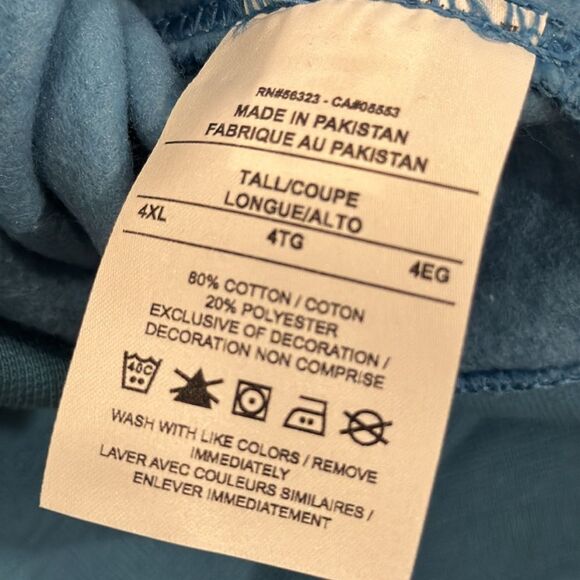 RN#56323 - CA#05553
MADE IN PAKISTAN
FABRIQUE AU PAKISTAN
TALL/COUPE
LONGUE/ALTO
4XL 4TG 4EG
80% COTTON / COTON
20% POLYESTER
EXCLUSIVE OF DECORATION /
DECORATION NON COMPRISE
40C
WASH WITH LIKE COLORS / REMOVE
IMMEDIATELY
LAVER AVEC COULEURS SIMILAIRES /
ENLEVER IMMEDIATEMENT